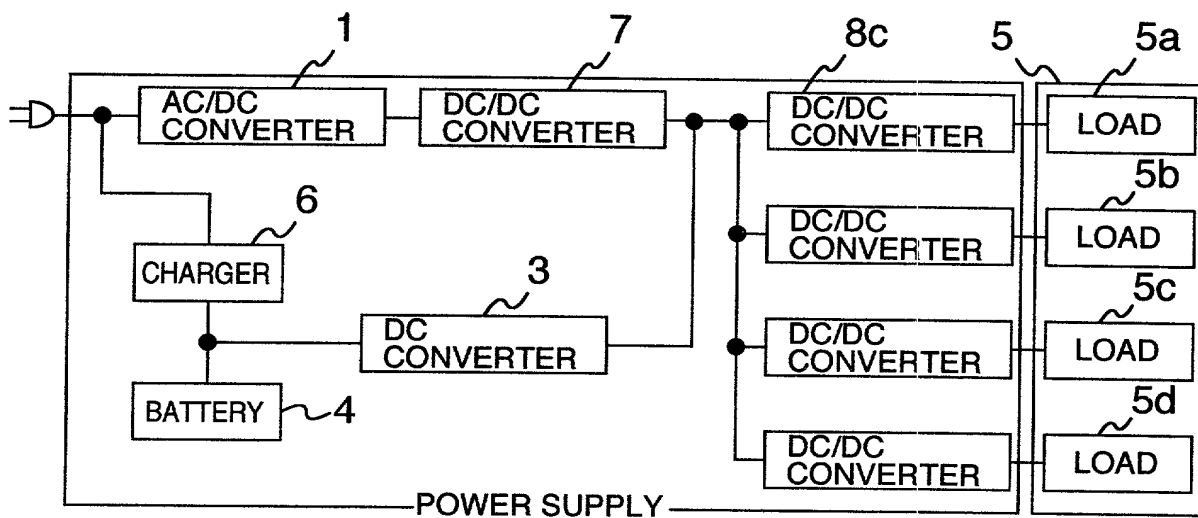 1
7
8c
5
5a
AC/DC
CONVERTER
DC/DC
CONVERTER
DC/DC
CONVERTER
LOAD
5b
6
DC/DC
CONVERTER
LOAD
CHARGER
3
5c
DC
CONVERTER
DC/DC
CONVERTER
LOAD
BATTERY
4
5d
DC/DC
CONVERTER
LOAD
POWER SUPPLY